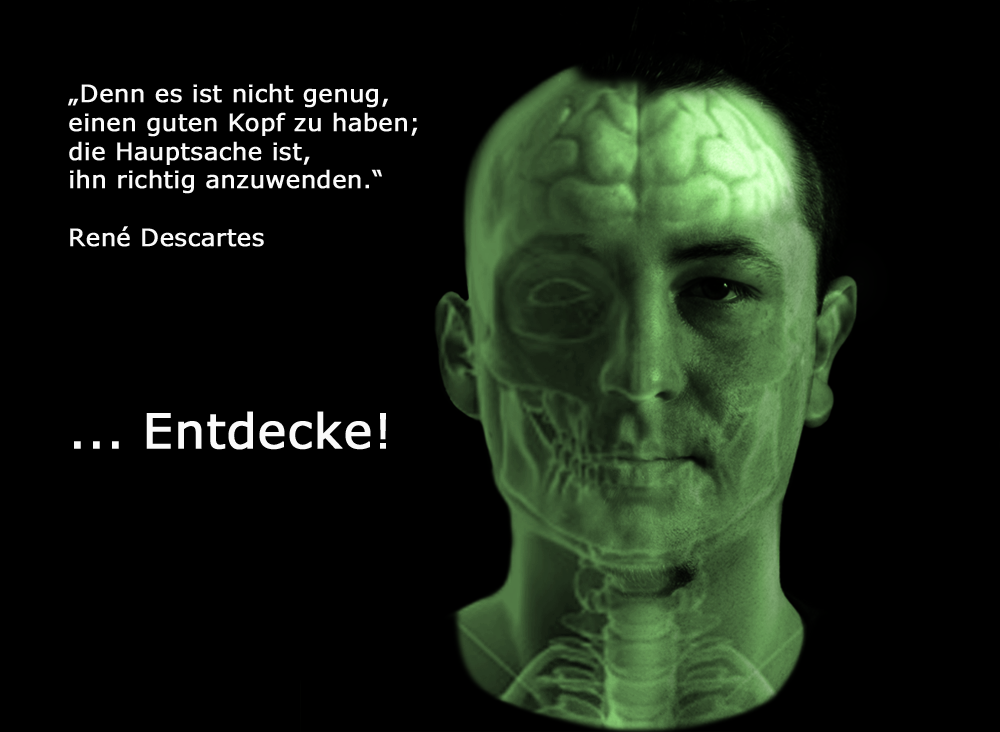 „Denn es ist nicht genug,
einen guten Kopf zu haben;
die Hauptsache ist,
ihn richtig anzuwenden.“
René Descartes
... Entdecke!